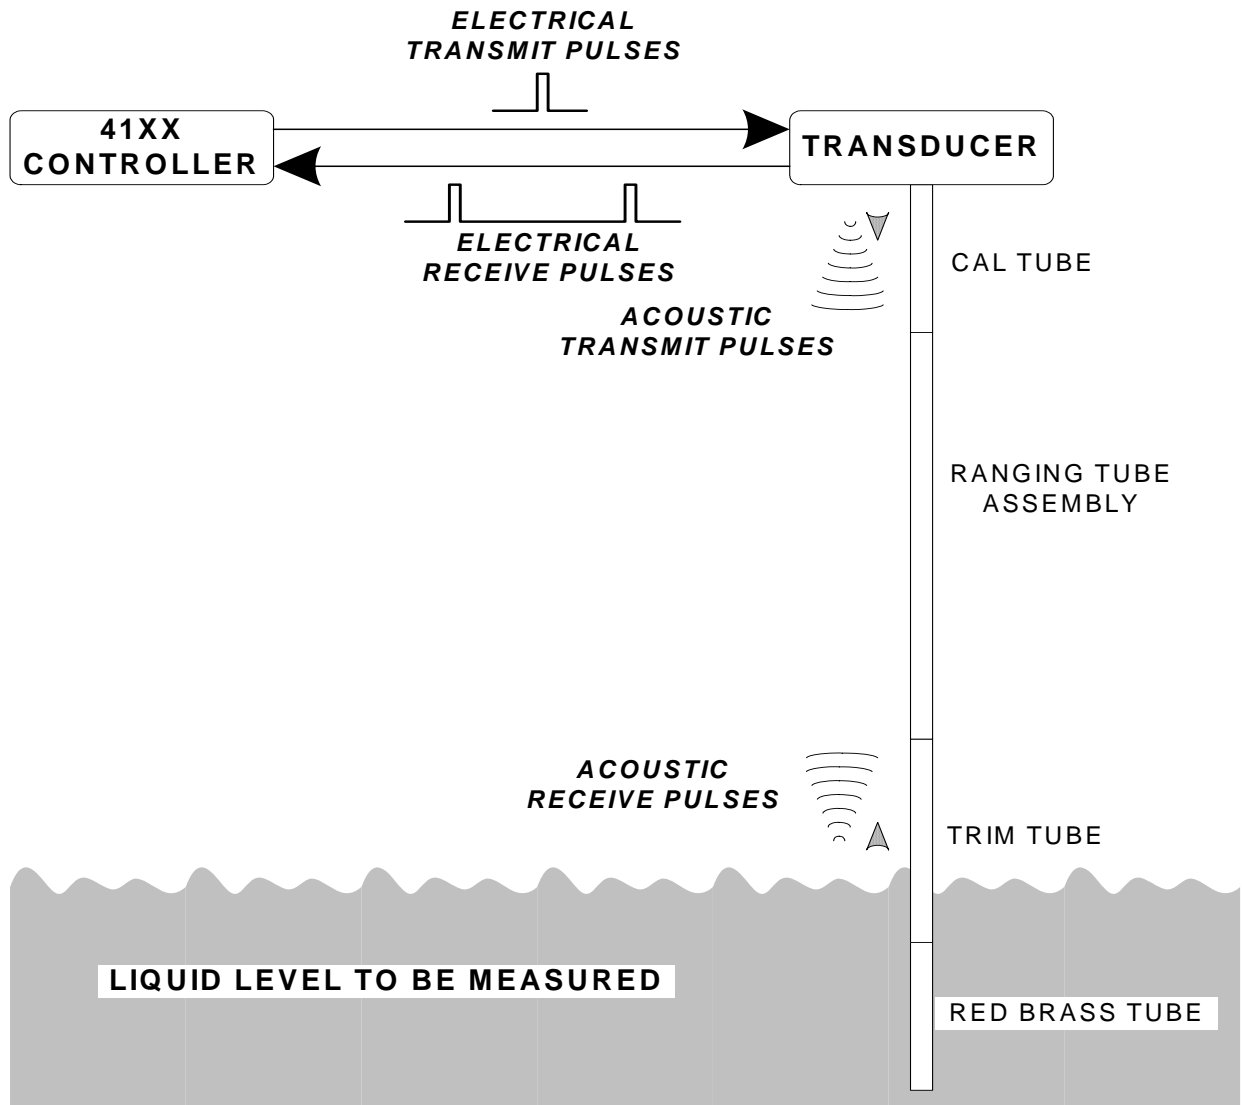 ELECTRICAL
TRANSMIT PULSES
41XX
CONTROLLER
TRANSDUCER
ELECTRICAL
RECEIVE PULSES
CAL TUBE
ACOUSTIC
TRANSMIT PULSES
RANGING TUBE
ASSEMBLY
ACOUSTIC
RECEIVE PULSES
TRIM TUBE
LIQUID LEVEL TO BE MEASURED
RED BRASS TUBE